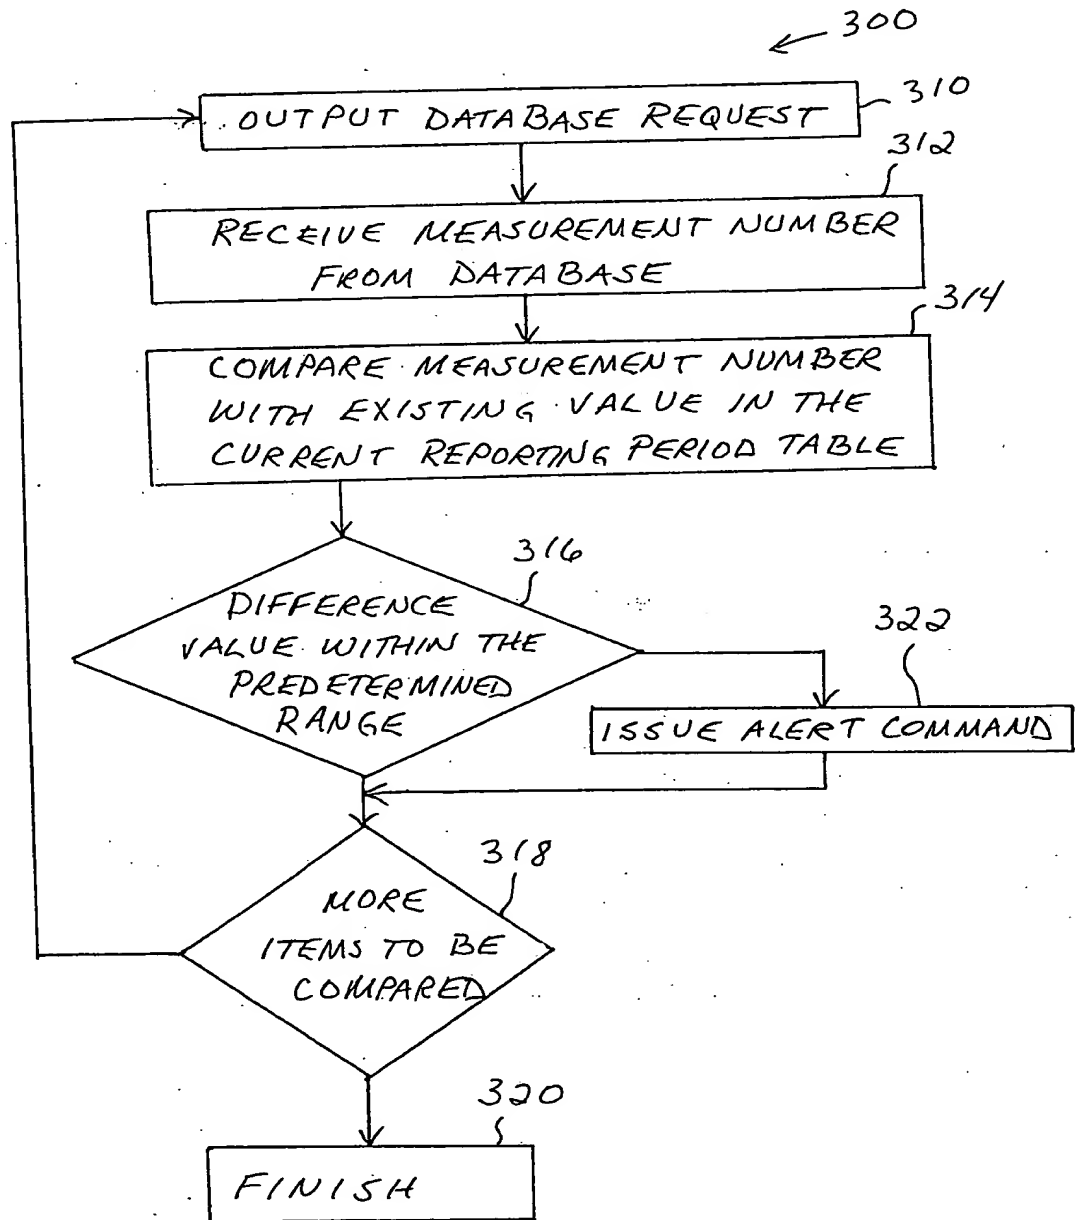 300
OUTPUT DATABASE REQUEST
310
312
RECEIVE MEASUREMENT NUMBER
FROM DATABASE
314
COMPARE MEASUREMENT NUMBER
WITH EXISTING VALUE IN THE
CURRENT REPORTING PERIOD TABLE
316
DIFFERENCE
VALUE WITHIN THE
PREDETERMINED
RANGE
322
ISSUE ALERT COMMAND
318
MORE
ITEMS TO BE
COMPARED
320
FINISH